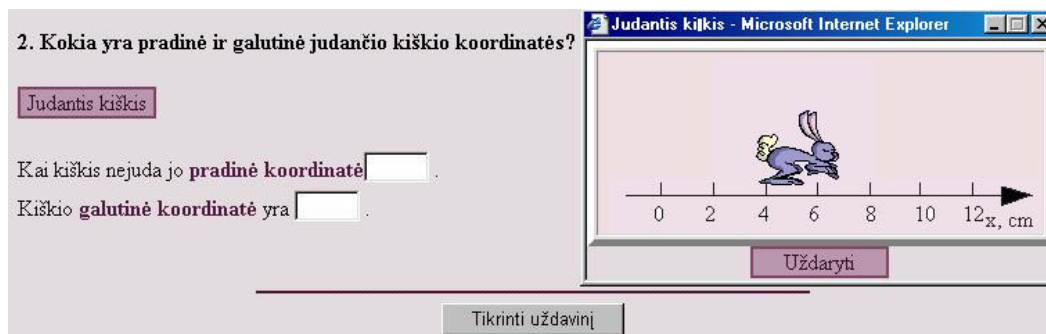 2. Kokia yra pradinė ir galutinė judančio kiškio koordinatės?
Judantis kiškis
Kai kiškis nejuda jo pradinė koordinatė .
Kiškio galutinė koordinatė yra .
Judantis kiškis - Microsoft Internet Explorer
0 2 4 6 8 10 12 x, cm
Uždaryti
Tikrinti uždavinį